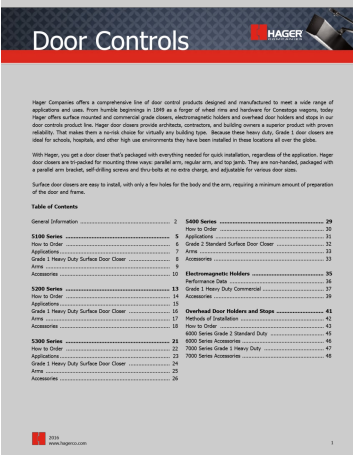 Door Controls
HAGER
COMPANIES
Hager Companies offers a comprehensive line of door control products designed and manufactured to meet a wide range of
applications and uses. From humble beginnings in 1849 as a forger of wheel rims and hardware for Conestoga wagons, today
Hager offers surface mounted and commercial grade closers, electromagnetic holders and overhead door holders and stops in our
door controls product line. Hager door closers provide architects, contractors, and building owners a superior product with proven
reliability. That makes them a no-risk choice for virtually any building type. Because these heavy duty, Grade 1 door closers are
ideal for schools, hospitals, and other high use environments they have been installed in these locations all over the globe.
With Hager, you get a door closer that's packaged with everything needed for quick installation, regardless of the application. Hager
door closers are tri-packed for mounting three ways: parallel arm, regular arm, and top jamb. They are non-handed, packaged with
a parallel arm bracket, self-drilling screws and thru-bolts at no extra charge, and adjustable for various door sizes.
Surface door closers are easy to install, with only a few holes for the body and the arm, requiring a minimum amount of preparation
of the door and frame.
Table of Contents
General Information 2
5100 Series 5
How to Order 6
Applications 7
Grade 1 Heavy Duty Surface Door Closer 8
Arms 9
Accessories 10
5200 Series 13
How to Order 14
Applications 15
Grade 1 Heavy Duty Surface Door Closer 16
Arms 17
Accessories 18
5300 Series 21
How to Order 22
Applications 23
Grade 1 Heavy Duty Surface Door Closer 24
Arms 25
Accessories 26
5400 Series 29
How to Order 30
Applications 31
Grade 2 Standard Surface Door Closer 32
Arms 33
Accessories 33
Electromagnetic Holders 35
Performance Data 36
Grade 1 Heavy Duty Commercial 37
Accessories 39
Overhead Door Holders and Stops 41
Methods of Installation 42
How to Order 43
6000 Series Grade 2 Standard Duty 45
6000 Series Accessories 46
7000 Series Grade 1 Heavy Duty 47
7000 Series Accessories 48
2016
www.hagerco.com
1